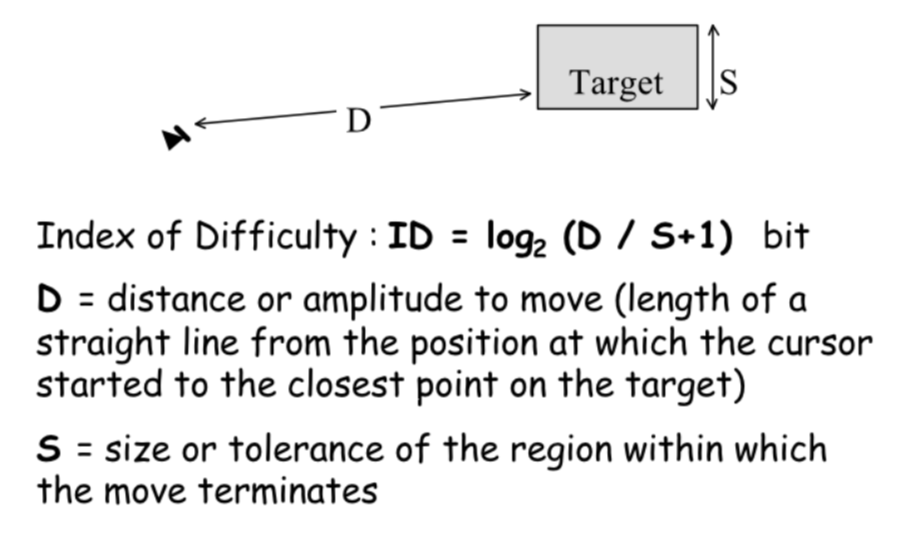 Target
S
D
Index of Difficulty : ID = log₂ (D / S+1) bit
D = distance or amplitude to move (length of a
straight line from the position at which the cursor
started to the closest point on the target)
S = size or tolerance of the region within which
the move terminates